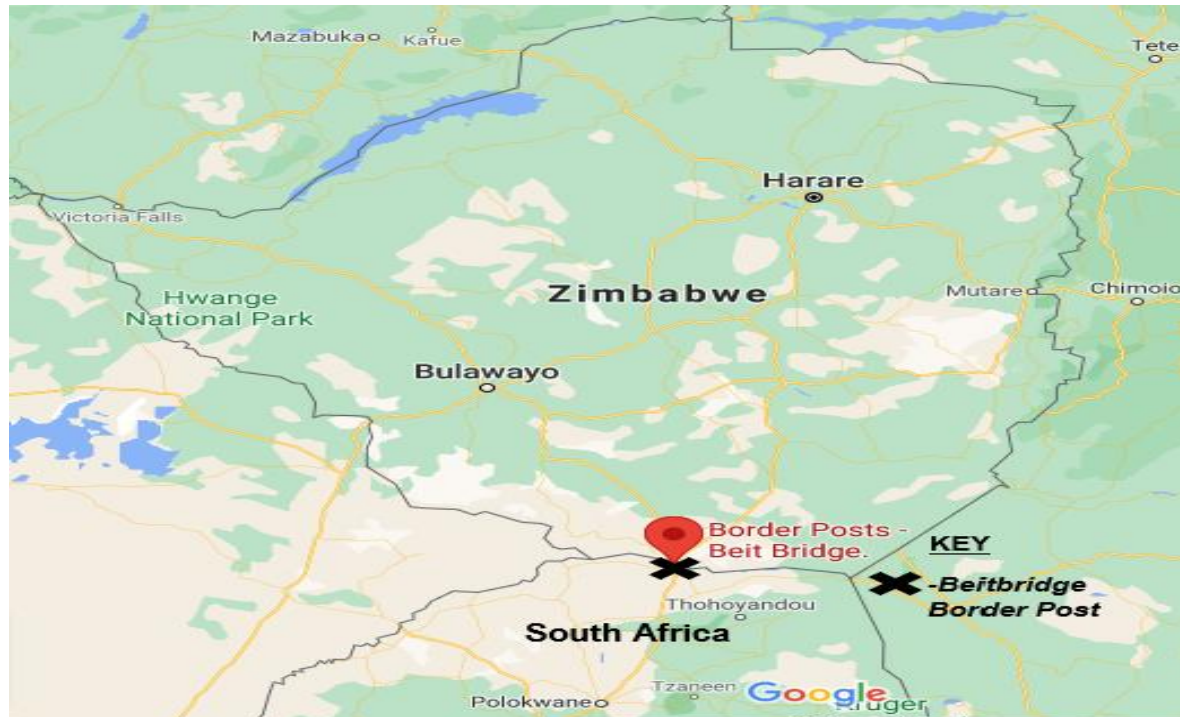 Mazabuka
Kafue
Tete
Harare
Victoria Falls
Zimbabwe
Mutare
Chimoio
Hwange
National Park
Bulawayo
Border Posts -
Beit Bridge.
KEY
-Beitbridge
Border Post
Thohoyandou
South Africa
Tzaneen
Google
Kruger
Polokwane